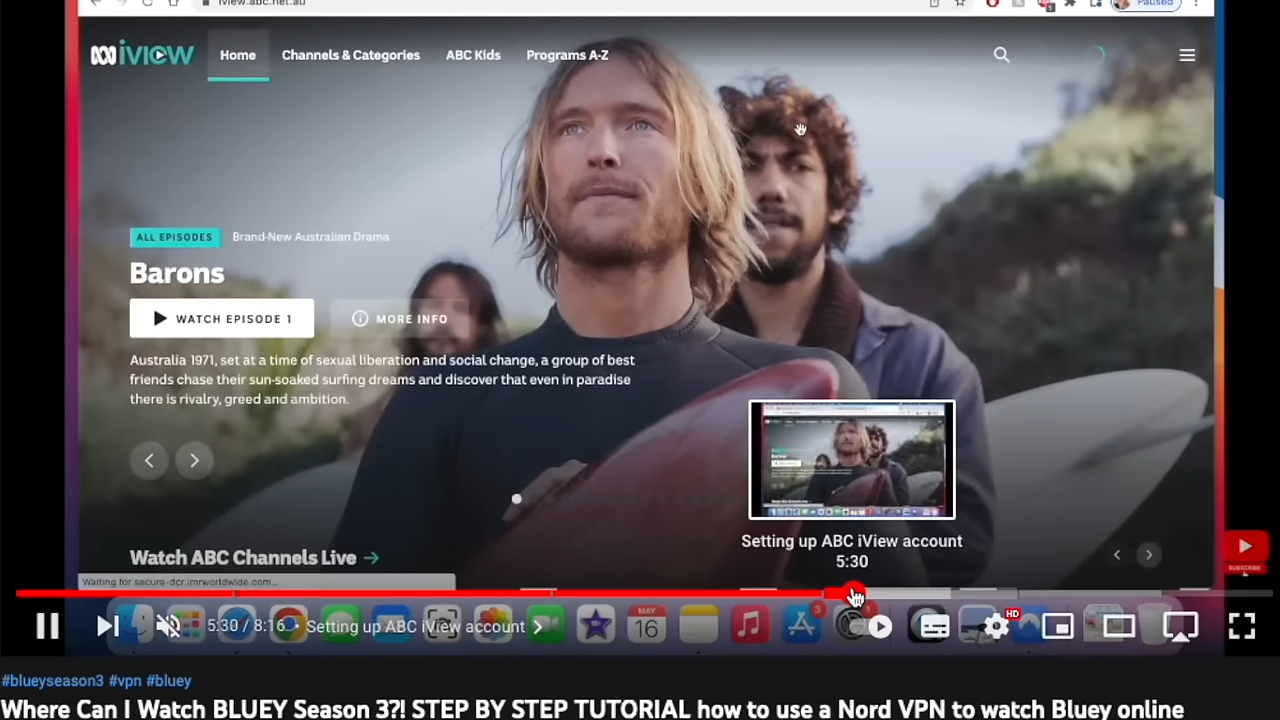 iview.abc.net.au
Paused
iview
Home
Channels & Categories
ABC Kids
Programs A-Z
ALL EPISODES
Brand-New Australian Drama
Barons
WATCH EPISODE 1
MORE INFO
Australia 1971, set at a time of sexual liberation and social change, a group of best
friends chase their sun-soaked surfing dreams and discover that even in paradise
there is rivalry, greed and ambition.
Setting up ABC iView account
5:30
Watch ABC Channels Live
SUBSCRIBE
Waiting for secure-dcr.imrworldwide.com...
MAY
16
3
5:30 / 8:16 • Setting up ABC iView account
HD
#blueyseason3 #vpn #bluey
Where Can I Watch BLUEY Season 3?! STEP BY STEP TUTORIAL how to use a Nord VPN to watch Bluey online